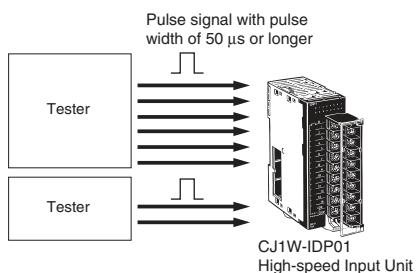 Pulse signal with pulse
width of 50 μs or longer
Tester
Tester
CJ1W-IDP01
High-speed Input Unit